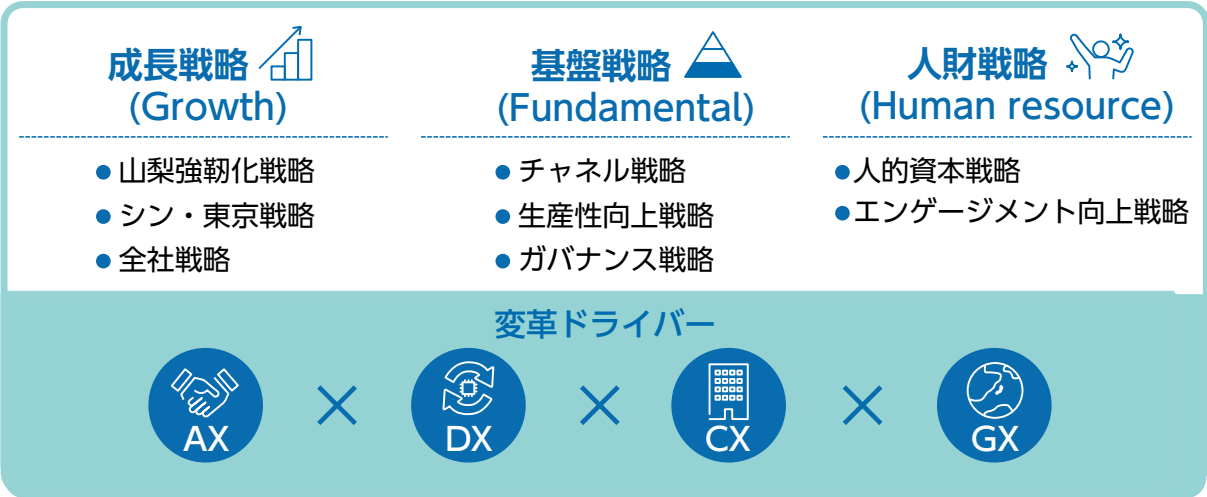 成長戦略
(Growth)
● 山梨強靭化戦略
● シン・東京戦略
● 全社戦略
基盤戦略
(Fundamental)
● チャネル戦略
● 生産性向上戦略
● ガバナンス戦略
人財戦略
(Human resource)
● 人的資本戦略
● エンゲージメント向上戦略
変革ドライバー
AX × DX × CX × GX